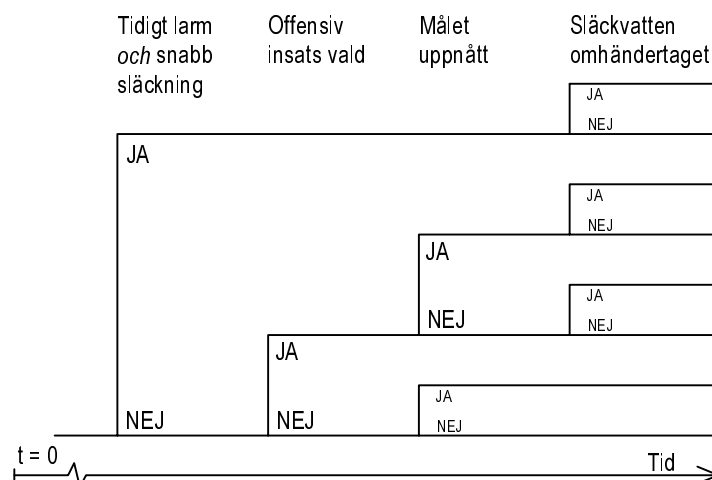 Tidigt larm
och snabb
släckning
Offensiv
insats vald
Målet
uppnått
Släckvatten
omhändertaget
JA
NEJ
JA
JA
NEJ
JA
NEJ
JA
NEJ
JA
JA
NEJ
NEJ
JA
NEJ
t = 0
Tid